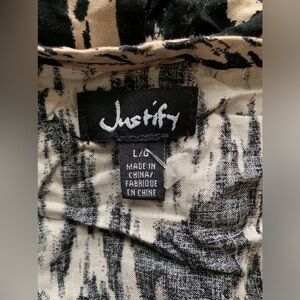 Justify
L/G
MADE IN
CHINA/
FABRIQUE
EN CHINE